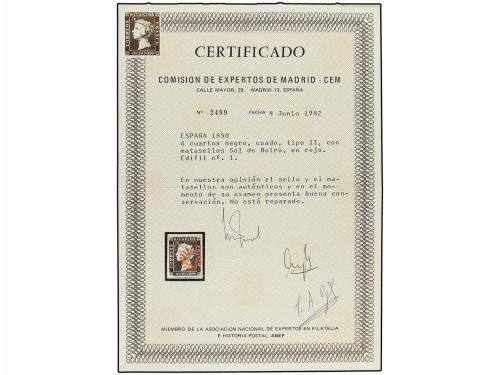 CERTIFICADO
COMISION DE EXPERTOS DE MADRID - CEM
CALLE MAYOR, 29. MADRID-13. ESPAÑA
Nº 2499 FECHA 8 Junio 1982
ESPAÑA 1850
6 cuartos negro, usado, tipo II, con
matasellos Sol de Boiro, en rojo.
Edifil nº. 1.
En nuestra opinión el sello y el ma-
tasellos son auténticos y en el mo-
mento de su examen presenta buena con-
servación. No está reparado.
MIEMBRO DE LA ASOCIACION NACIONAL DE EXPERTOS EN FILATELIA
E HISTORIA POSTAL. ANEF